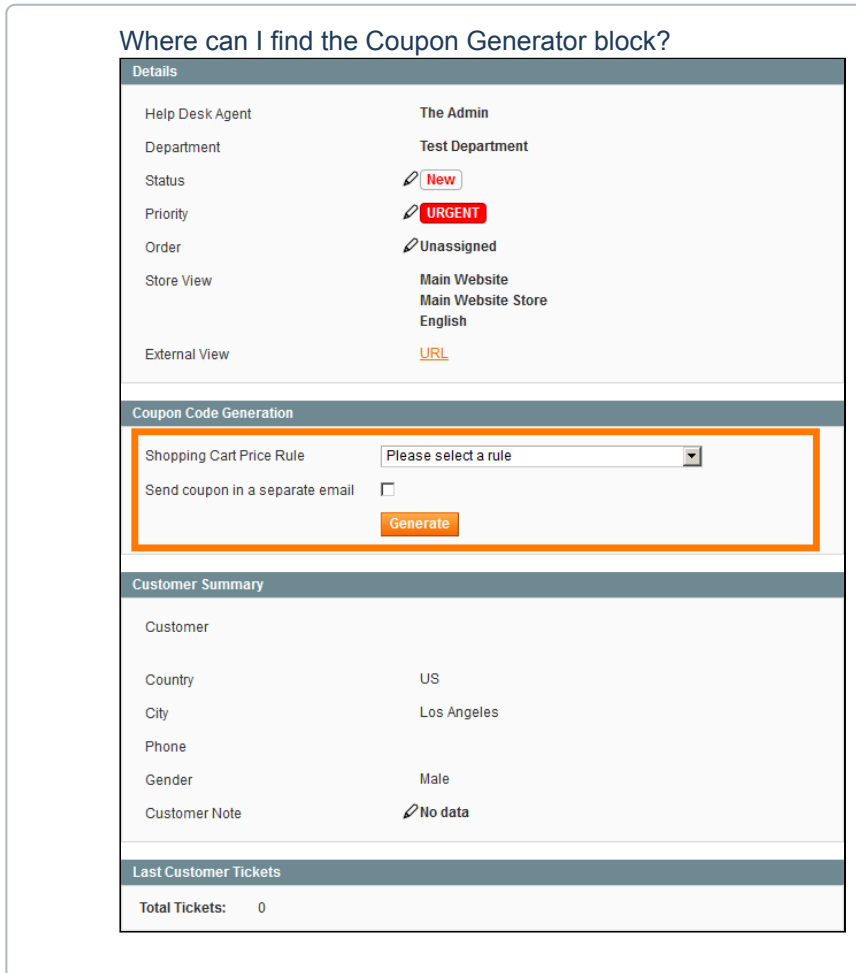 Where can I find the Coupon Generator block?
Details
Help Desk Agent The Admin
Department Test Department
Status New
Priority URGENT
Order Unassigned
Store View Main Website
Main Website Store
English
External View URL
Coupon Code Generation
Shopping Cart Price Rule Please select a rule
Send coupon in a separate email
Generate
Customer Summary
Customer
Country US
City Los Angeles
Phone
Gender Male
Customer Note No data
Last Customer Tickets
Total Tickets: 0